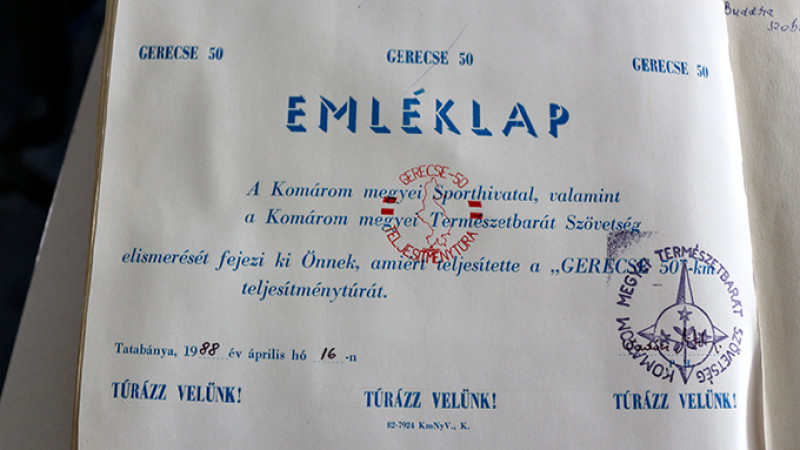 Buddha
szob
GERECSE 50 GERECSE 50 GERECSE 50
EMLÉKLAP
GERECSE-50
TELJESÍTMÉNYTÚRA
A Komárom megyei Sporthivatal, valamint
a Komárom megyei Természetbarát Szövetség
elismerését fejezi ki Önnek, amiért teljesítette a „GERECSE 50"-km
teljesítménytúrát.
KOMÁROM MEGYEI TERMÉSZETBARÁT SZÖVETSÉG
Tatabánya, 1988 év április hó 16 -n
TÚRÁZZ VELÜNK! TÚRÁZZ VELÜNK! TÚRÁZZ VELÜNK!
82-7924 KmNyV., K.